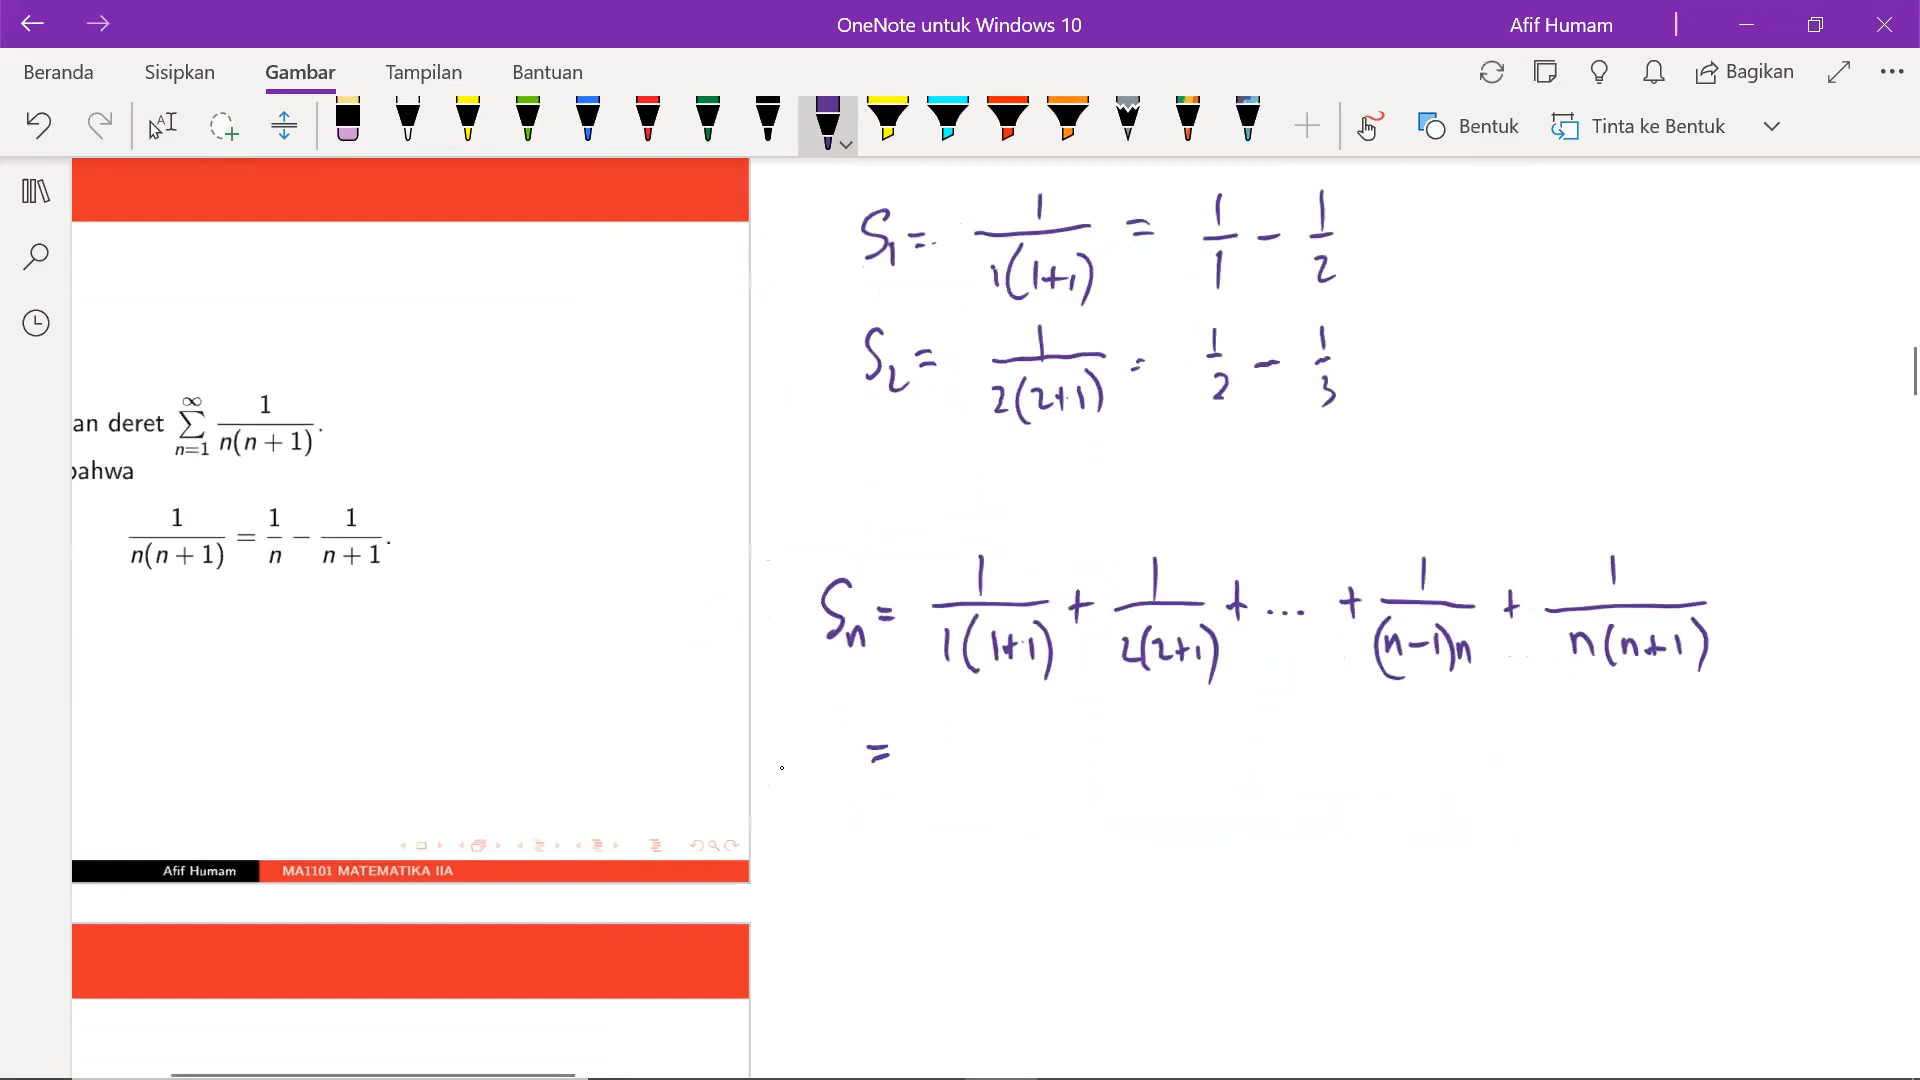 OneNote untuk Windows 10
Afif Humam
Beranda Sisipkan Gambar Tampilan Bantuan
Bagikan
Bentuk Tinta ke Bentuk
S₁ = 1/(1(1+1)) = 1/1 - 1/2
S₂ = 1/(2(2+1)) = 1/2 - 1/3
an deret ∑_{n=1}^{∞} 1/(n(n + 1)).
bahwa
1/(n(n + 1)) = 1/n − 1/(n + 1).
Sₙ = 1/(1(1+1)) + 1/(2(2+1)) + ... + 1/((n-1)n) + 1/(n(n+1))
=
Afif Humam MA1101 MATEMATIKA IIA